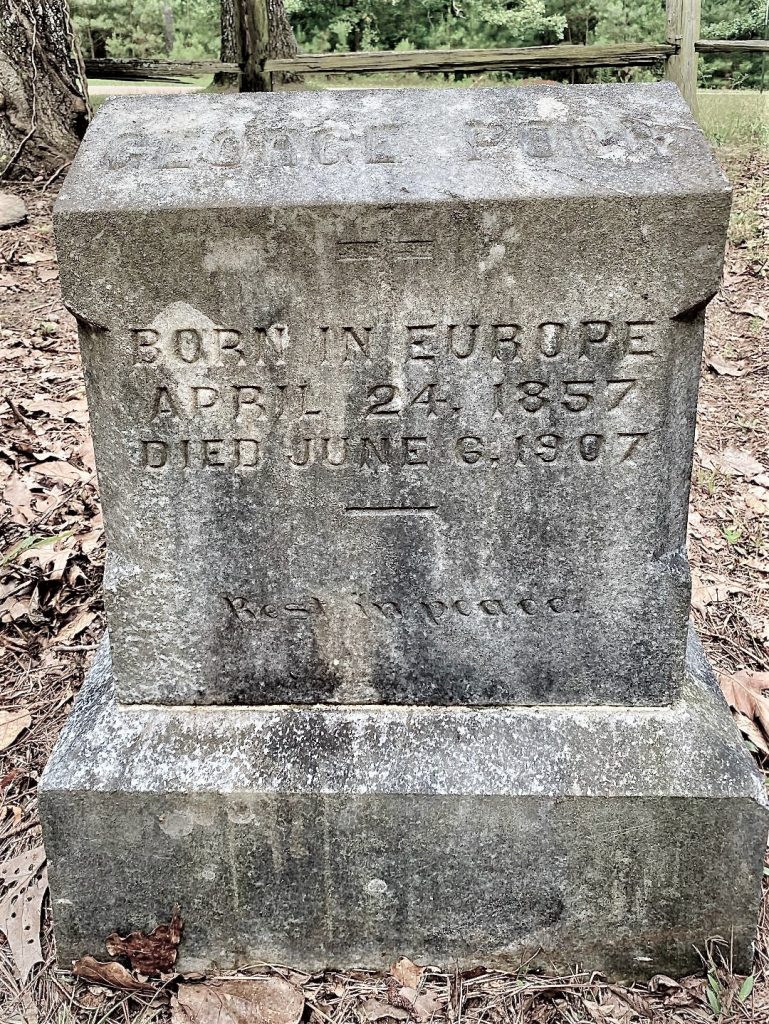 GEORGE
BORN IN EUROPE
APRIL 24, 1857
DIED JUNE 6, 1907
Rest in peace.